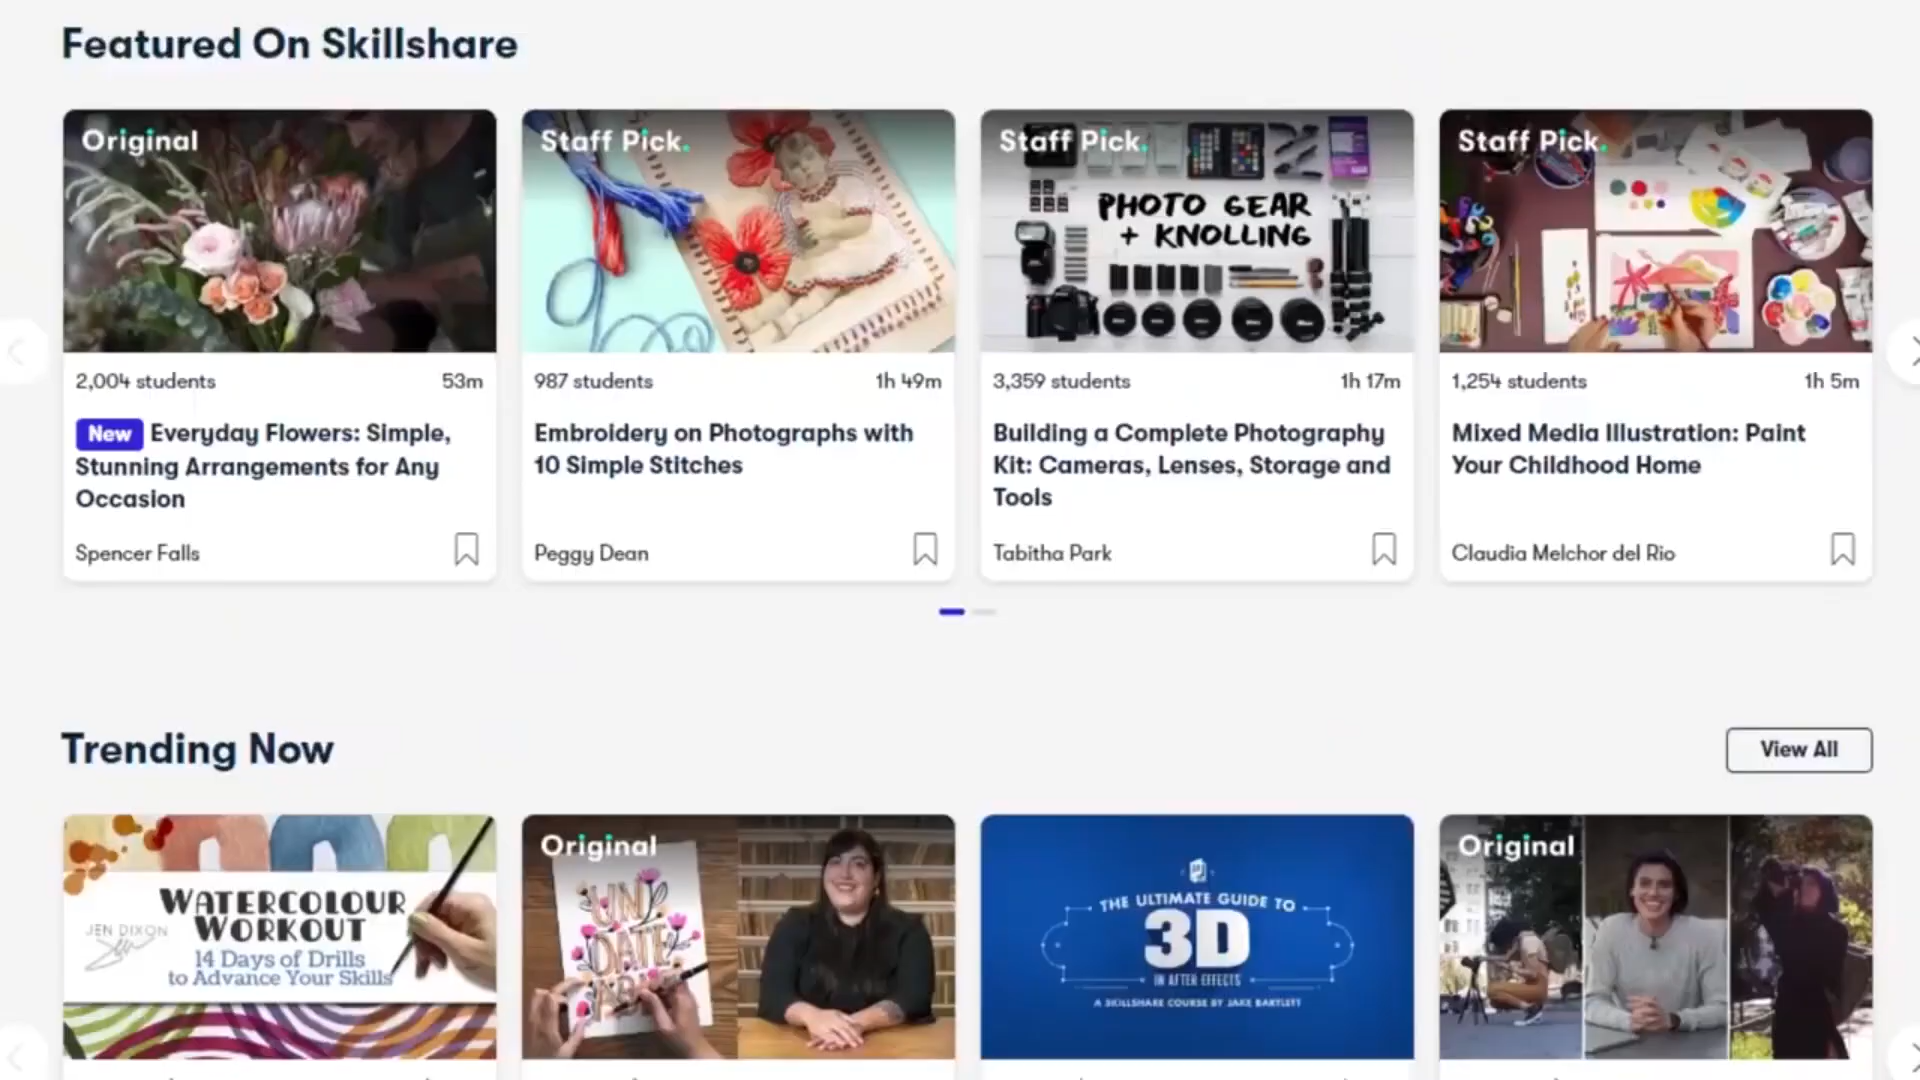 Featured On Skillshare
Original
Staff Pick.
Staff Pick.
Staff Pick.
PHOTO GEAR
+ KNOLLING
2,004 students
53m
987 students
1h 49m
3,359 students
1h 17m
1,254 students
1h 5m
New Everyday Flowers: Simple,
Stunning Arrangements for Any
Occasion
Embroidery on Photographs with
10 Simple Stitches
Building a Complete Photography
Kit: Cameras, Lenses, Storage and
Tools
Mixed Media Illustration: Paint
Your Childhood Home
Spencer Falls
Peggy Dean
Tabitha Park
Claudia Melchor del Rio
Trending Now
View All
WATERCOLOUR
WORKOUT
JEN DIXON
14 Days of Drills
to Advance Your Skills
Original
UN
DATE
THE ULTIMATE GUIDE TO
3D
IN AFTER EFFECTS
A SKILLSHARE COURSE BY JAKE BARTLETT
Original